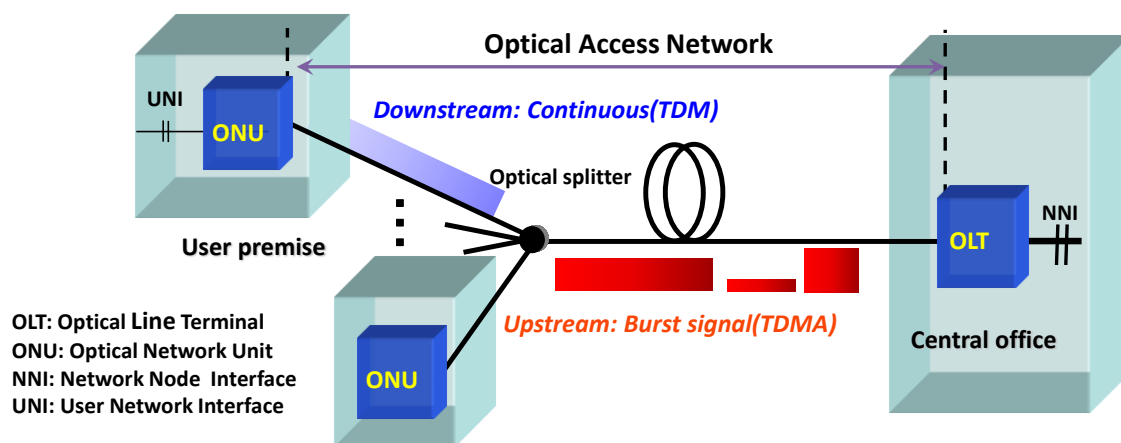 Optical Access Network
UNI
ONU
Downstream: Continuous(TDM)
Optical splitter
User premise
NNI
OLT
Upstream: Burst signal(TDMA)
Central office
ONU
OLT: Optical Line Terminal
ONU: Optical Network Unit
NNI: Network Node Interface
UNI: User Network Interface